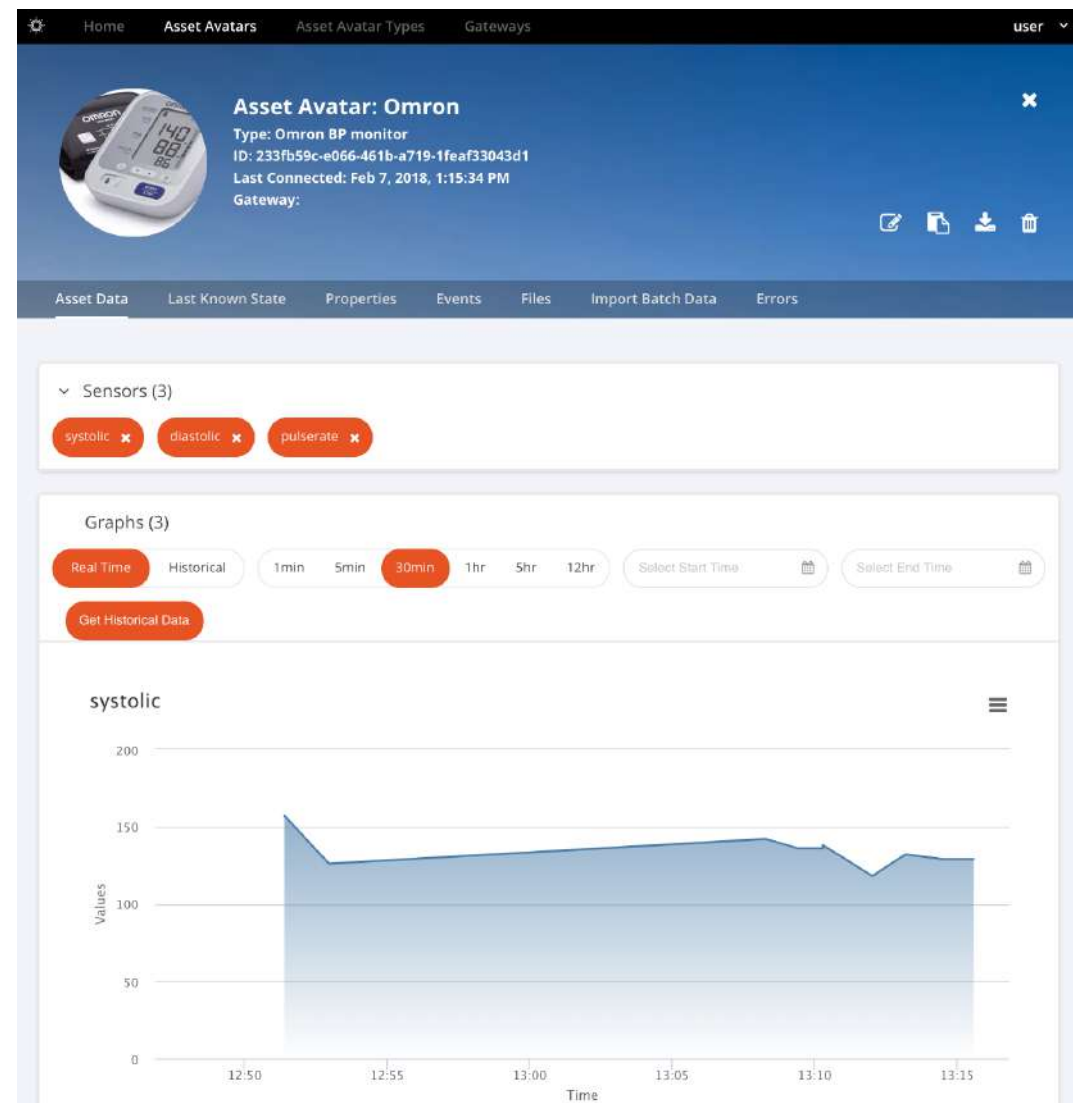 Home Asset Avatars Asset Avatar Types Gateways user
OMRON
140
88
86
Asset Avatar: Omron
Type: Omron BP monitor
ID: 233fb59c-e066-461b-a719-1feaf33043d1
Last Connected: Feb 7, 2018, 1:15:34 PM
Gateway:
Asset Data Last Known State Properties Events Files Import Batch Data Errors
Sensors (3)
systolic diastolic pulserate
Graphs (3)
Real Time Historical 1min 5min 30min 1hr 5hr 12hr Select Start Time Select End Time
Get Historical Data
systolic
200
150
100
50
0
Values
12:50 12:55 13:00 13:05 13:10 13:15
Time